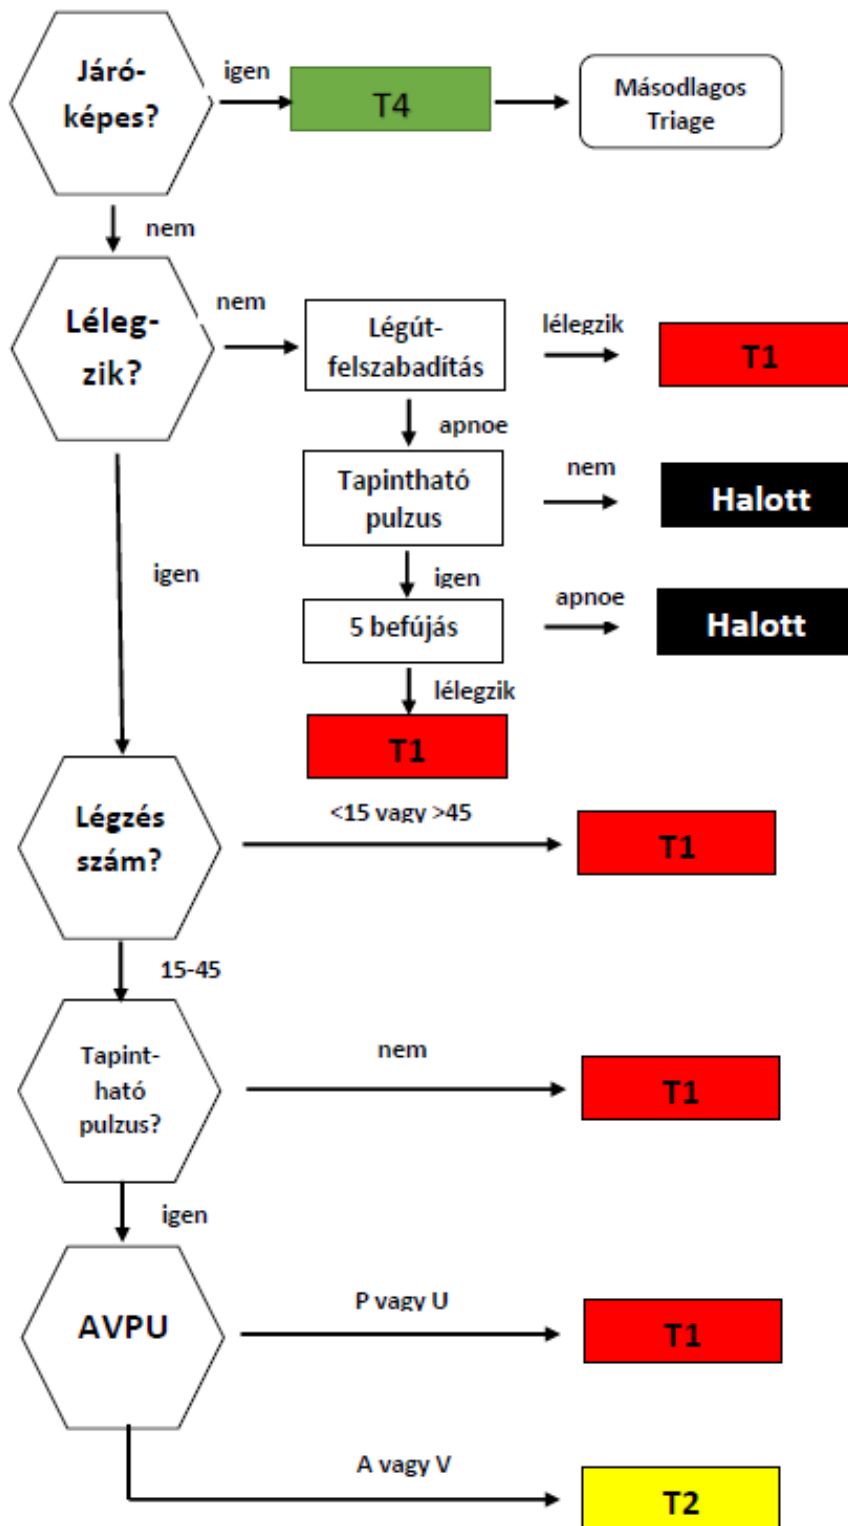 Járó-
képes?
igen
T4
Másodlagos
Triage
nem
Léleg-
zik?
nem
Légút-
felszabadítás
lélegzik
T1
apnoe
Tapintható
pulzus
nem
Halott
igen
igen
5 befújás
apnoe
Halott
lélegzik
T1
Légzés
szám?
<15 vagy >45
T1
15-45
Tapint-
ható
pulzus?
nem
T1
igen
AVPU
P vagy U
T1
A vagy V
T2